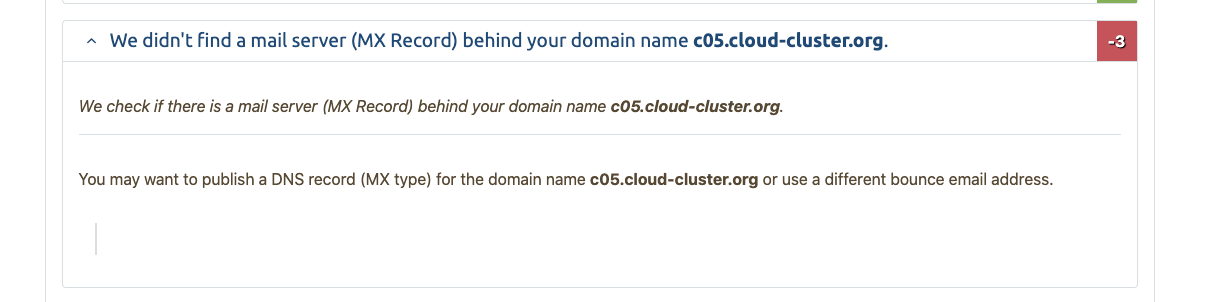 We didn't find a mail server (MX Record) behind your domain name c05.cloud-cluster.org.
-3
We check if there is a mail server (MX Record) behind your domain name c05.cloud-cluster.org.
You may want to publish a DNS record (MX type) for the domain name c05.cloud-cluster.org or use a different bounce email address.